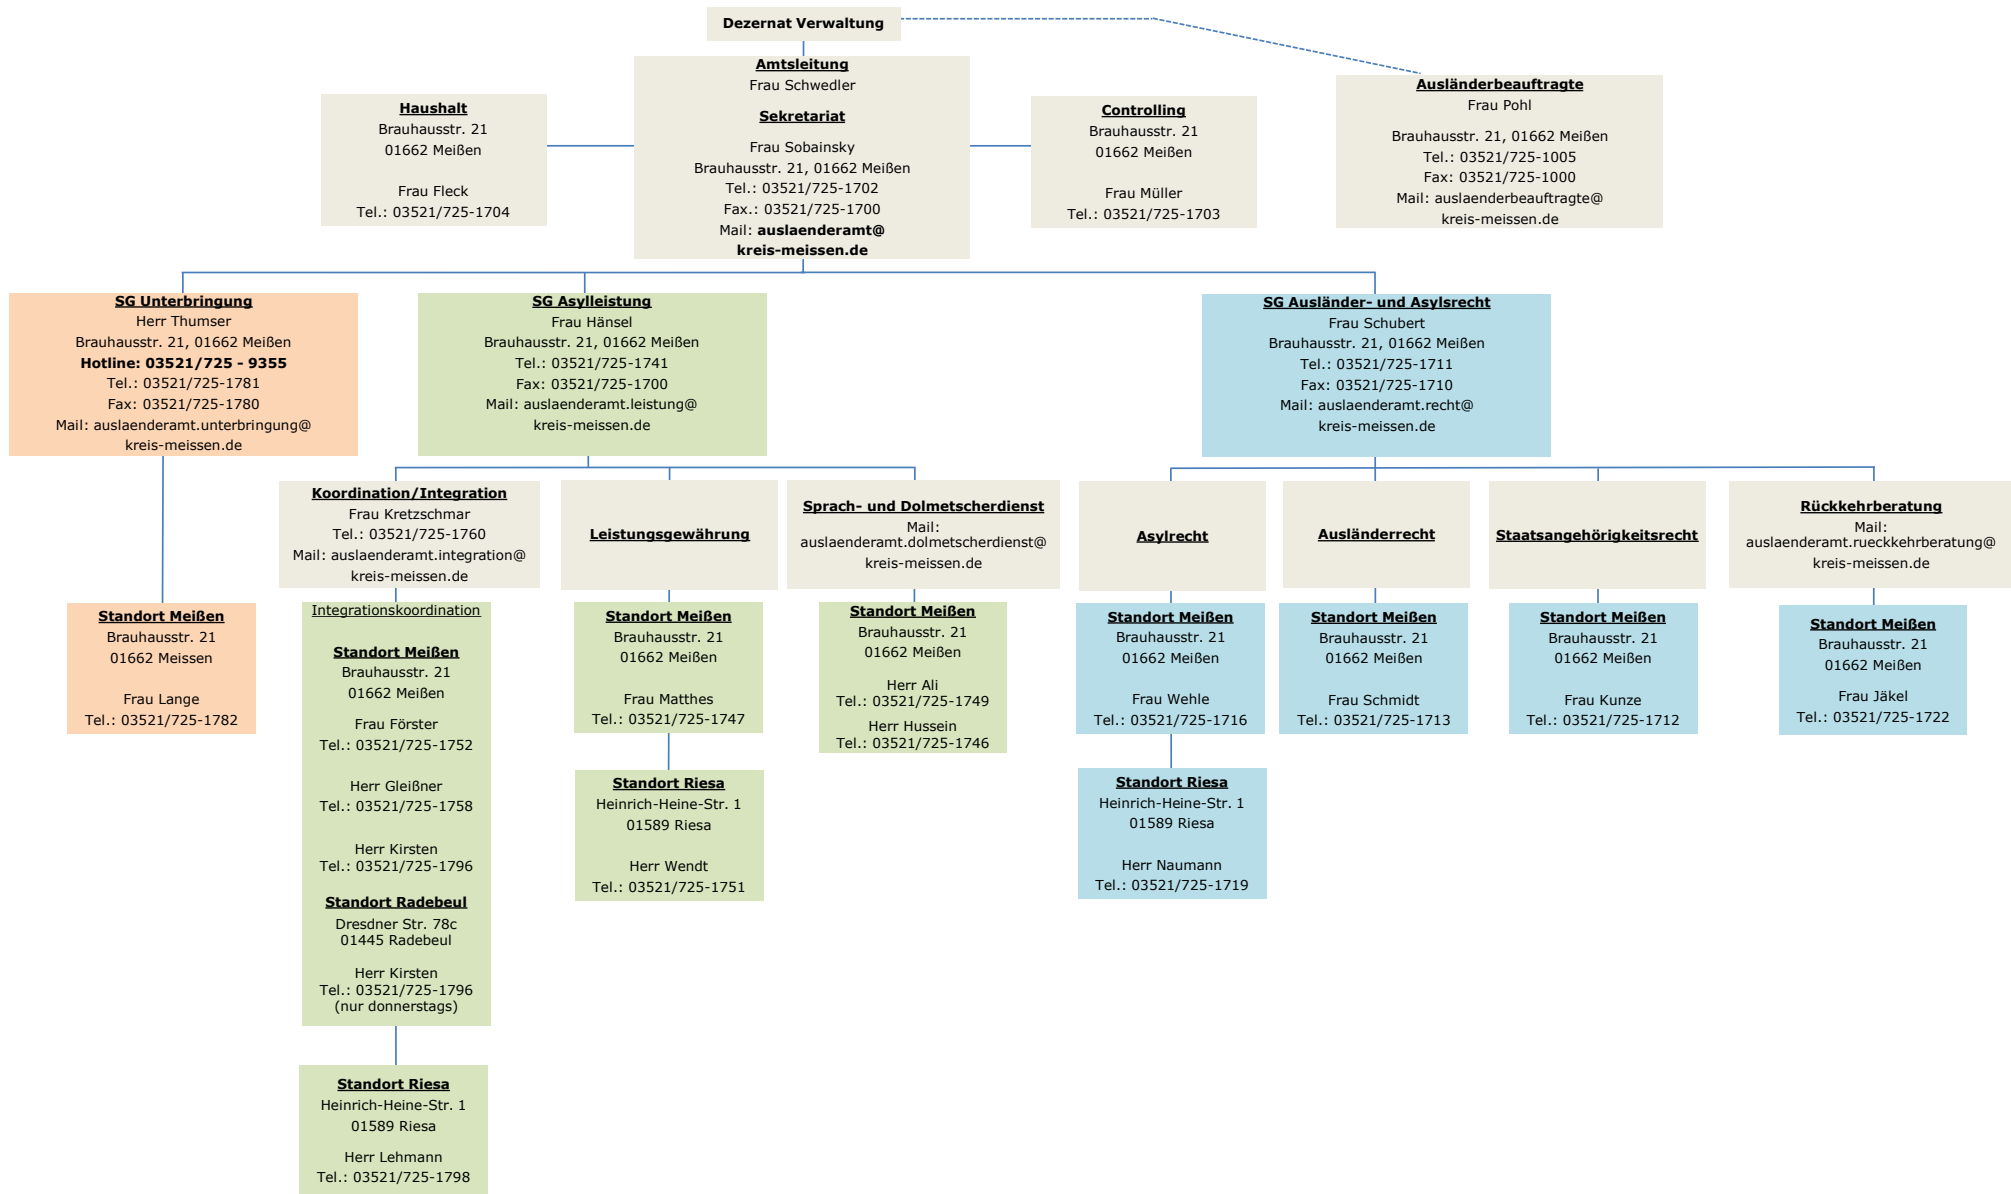 Dezernat Verwaltung
Amtsleitung
Frau Schwedler
Sekretariat
Frau Sobainsky
Brauhausstr. 21, 01662 Meißen
Tel.: 03521/725-1702
Fax.: 03521/725-1700
Mail: auslaenderamt@
kreis-meissen.de
Haushalt
Brauhausstr. 21
01662 Meißen
Frau Fleck
Tel.: 03521/725-1704
Controlling
Brauhausstr. 21
01662 Meißen
Frau Müller
Tel.: 03521/725-1703
Ausländerbeauftragte
Frau Pohl
Brauhausstr. 21, 01662 Meißen
Tel.: 03521/725-1005
Fax: 03521/725-1000
Mail: auslaenderbeauftragte@
kreis-meissen.de
SG Unterbringung
Herr Thumser
Brauhausstr. 21, 01662 Meißen
Hotline: 03521/725 - 9355
Tel.: 03521/725-1781
Fax: 03521/725-1780
Mail: auslaenderamt.unterbringung@
kreis-meissen.de
SG Asylleistung
Frau Hänsel
Brauhausstr. 21, 01662 Meißen
Tel.: 03521/725-1741
Fax: 03521/725-1700
Mail: auslaenderamt.leistung@
kreis-meissen.de
SG Ausländer- und Asylsrecht
Frau Schubert
Brauhausstr. 21, 01662 Meißen
Tel.: 03521/725-1711
Fax: 03521/725-1710
Mail: auslaenderamt.recht@
kreis-meissen.de
Koordination/Integration
Frau Kretzschmar
Tel.: 03521/725-1760
Mail: auslaenderamt.integration@
kreis-meissen.de
Leistungsgewährung
Sprach- und Dolmetscherdienst
Mail:
auslaenderamt.dolmetscherdienst@
kreis-meissen.de
Asylrecht
Ausländerrecht
Staatsangehörigkeitsrecht
Rückkehrberatung
Mail:
auslaenderamt.rueckkehrberatung@
kreis-meissen.de
Standort Meißen
Brauhausstr. 21
01662 Meissen
Frau Lange
Tel.: 03521/725-1782
Integrationskoordination
Standort Meißen
Brauhausstr. 21
01662 Meißen
Frau Förster
Tel.: 03521/725-1752
Herr Gleißner
Tel.: 03521/725-1758
Herr Kirsten
Tel.: 03521/725-1796
Standort Radebeul
Dresdner Str. 78c
01445 Radebeul
Herr Kirsten
Tel.: 03521/725-1796
(nur donnerstags)
Standort Riesa
Heinrich-Heine-Str. 1
01589 Riesa
Herr Lehmann
Tel.: 03521/725-1798
Standort Meißen
Brauhausstr. 21
01662 Meißen
Frau Matthes
Tel.: 03521/725-1747
Standort Riesa
Heinrich-Heine-Str. 1
01589 Riesa
Herr Wendt
Tel.: 03521/725-1751
Standort Meißen
Brauhausstr. 21
01662 Meißen
Herr Ali
Tel.: 03521/725-1749
Herr Hussein
Tel.: 03521/725-1746
Standort Meißen
Brauhausstr. 21
01662 Meißen
Frau Wehle
Tel.: 03521/725-1716
Standort Riesa
Heinrich-Heine-Str. 1
01589 Riesa
Herr Naumann
Tel.: 03521/725-1719
Standort Meißen
Brauhausstr. 21
01662 Meißen
Frau Schmidt
Tel.: 03521/725-1713
Standort Meißen
Brauhausstr. 21
01662 Meißen
Frau Kunze
Tel.: 03521/725-1712
Standort Meißen
Brauhausstr. 21
01662 Meißen
Frau Jäkel
Tel.: 03521/725-1722